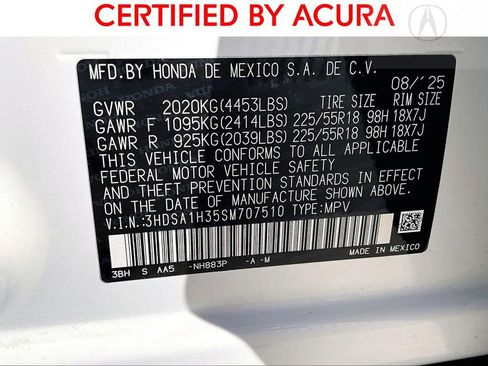 CERTIFIED BY ACURA
MFD.BY HONDA DE MEXICO S.A. DE C.V.
08/'25
GVWR 2020KG(4453LBS) TIRE SIZE RIM SIZE
GAWR F 1095KG(2414LBS) 225/55R18 98H 18X7J
GAWR R 925KG(2039LBS) 225/55R18 98H 18X7J
THIS VEHICLE CONFORMS TO ALL APPLICABLE
FEDERAL MOTOR VEHICLE SAFETY
AND THEFT PREVENTION STANDARDS IN EFFECT
ON THE DATE OF MANUFACTURE SHOWN ABOVE.
V.I.N:3HDSA1H35SM707510 TYPE:MPV
3BH S AA5 -NH883P -A -M
MADE IN MEXICO